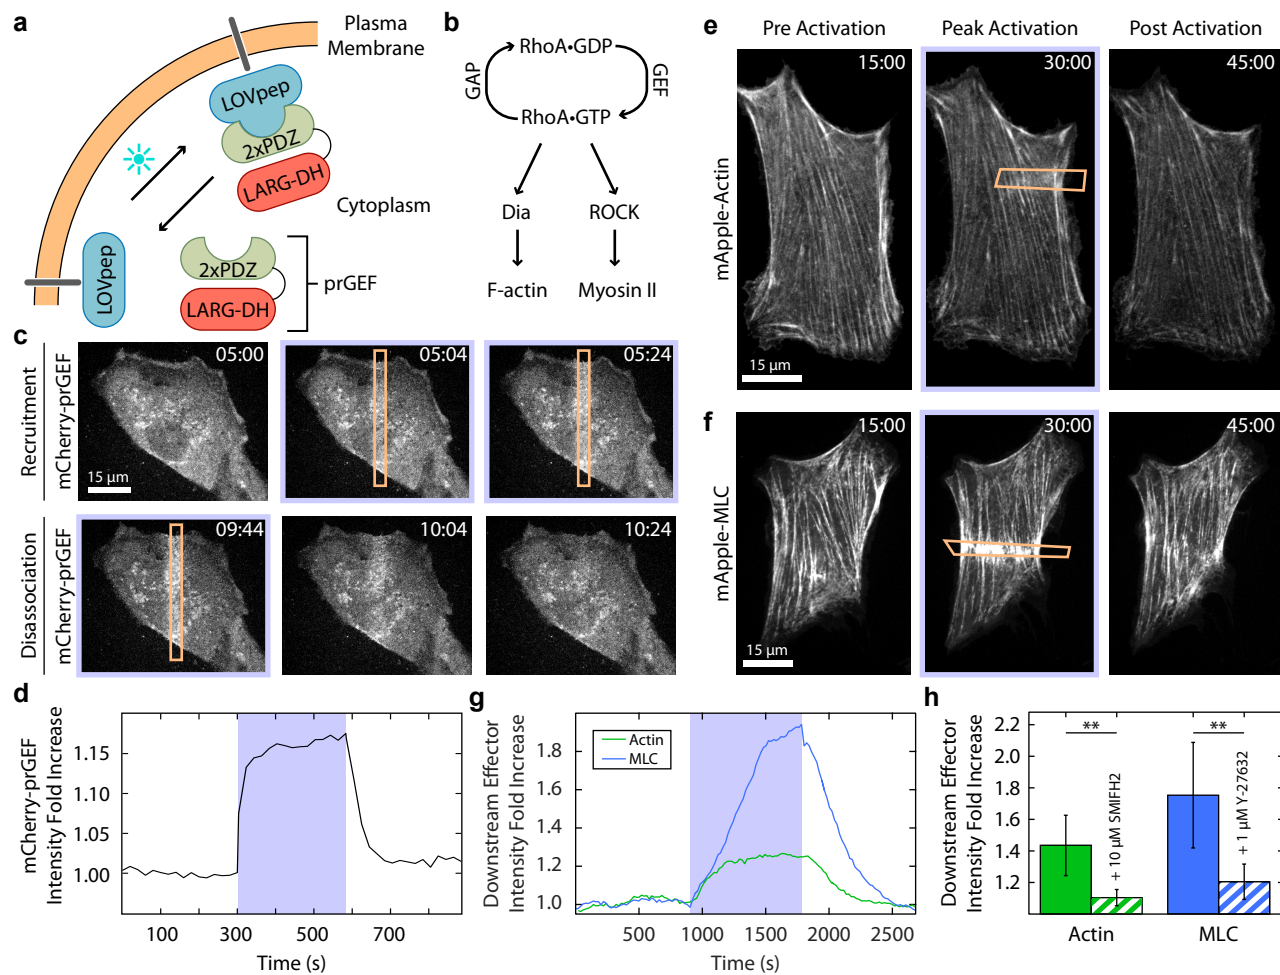 a
Plasma
Membrane
LOVpep
2xPDZ
LARG-DH
Cytoplasm
LOVpep
2xPDZ
LARG-DH
prGEF
b
RhoA•GDP
GAP
GEF
RhoA•GTP
Dia
ROCK
F-actin
Myosin II
c
Recruitment
mCherry-prGEF
05:00
05:04
05:24
15 µm
Disassociation
mCherry-prGEF
09:44
10:04
10:24
d
mCherry-prGEF
Intensity Fold Increase
1.15
1.10
1.05
1.00
100
300
500
700
Time (s)
e
Pre Activation
Peak Activation
Post Activation
mApple-Actin
15:00
30:00
45:00
15 µm
f
mApple-MLC
15:00
30:00
45:00
15 µm
g
Downstream Effector
Intensity Fold Increase
Actin
MLC
1.8
1.6
1.4
1.2
1.0
500
1000
1500
2000
2500
Time (s)
h
Downstream Effector
Intensity Fold Increase
2.2
2.0
1.8
1.6
1.4
1.2
**
**
+ 10 µM SMIFH2
+ 1 µM Y-27632
Actin
MLC